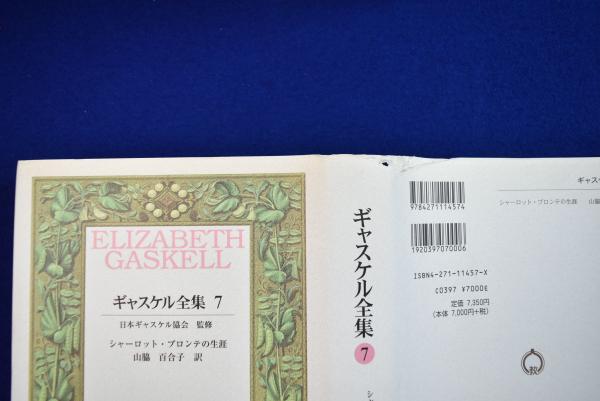 ELIZABETH
GASKELL
ギャスケル全集 7
日本ギャスケル協会 監修
シャーロット・ブロンテの生涯
山脇 百合子 訳
ギャスケル全集
7
シャ
9784271114574
1920397070006
ISBN4-271-11457-X
C0397 ¥7000E
定価 7,350円
(本体 7,000円+税)
ギャスケ
シャーロット・ブロンテの生涯 山脇
教